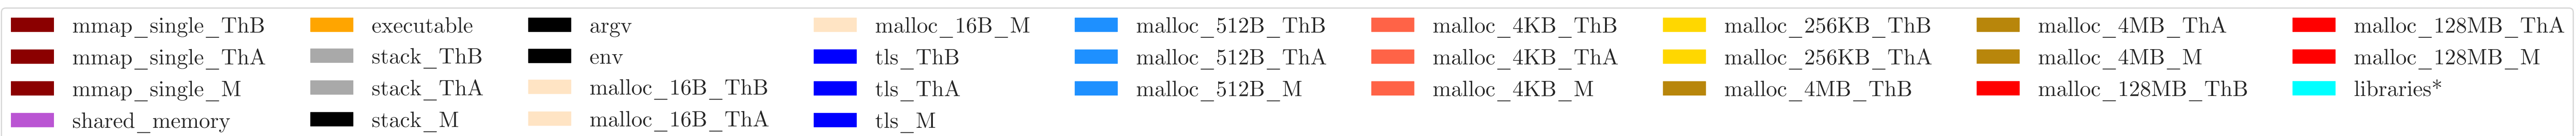 mmap_single_ThB
mmap_single_ThA
mmap_single_M
shared_memory
executable
stack_ThB
stack_ThA
stack_M
argv
env
malloc_16B_ThB
malloc_16B_ThA
malloc_16B_M
tls_ThB
tls_ThA
tls_M
malloc_512B_ThB
malloc_512B_ThA
malloc_512B_M
malloc_4KB_ThB
malloc_4KB_ThA
malloc_4KB_M
malloc_256KB_ThB
malloc_256KB_ThA
malloc_4MB_ThB
malloc_4MB_ThA
malloc_4MB_M
malloc_128MB_ThB
malloc_128MB_ThA
malloc_128MB_M
libraries*